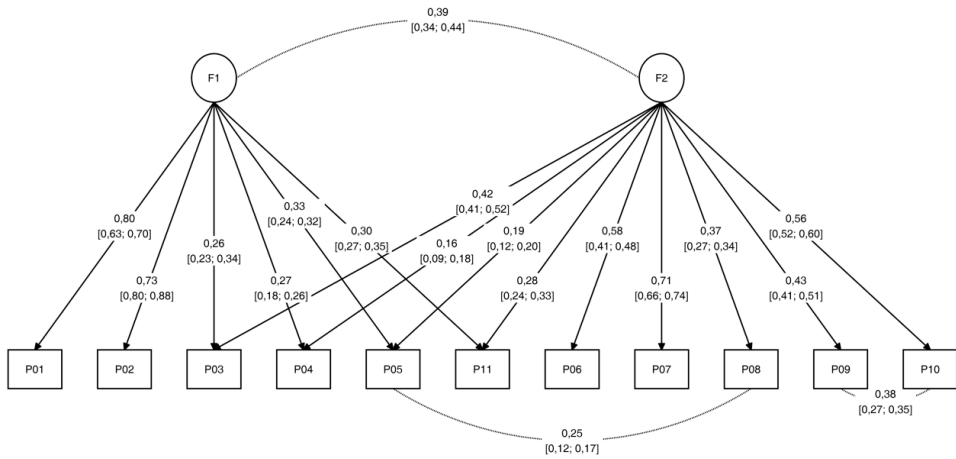 0,39
[0,34; 0,44]
F1
F2
0,80
[0,63; 0,70]
0,73
[0,80; 0,88]
0,26
[0,23; 0,34]
0,27
[0,18; 0,26]
0,33
[0,24; 0,32]
0,30
[0,27; 0,35]
0,42
[0,41; 0,52]
0,16
[0,09; 0,18]
0,19
[0,12; 0,20]
0,28
[0,24; 0,33]
0,58
[0,41; 0,48]
0,71
[0,66; 0,74]
0,37
[0,27; 0,34]
0,43
[0,41; 0,51]
0,56
[0,52; 0,60]
P01
P02
P03
P04
P05
P11
P06
P07
P08
P09
P10
0,38
[0,27; 0,35]
0,25
[0,12; 0,17]